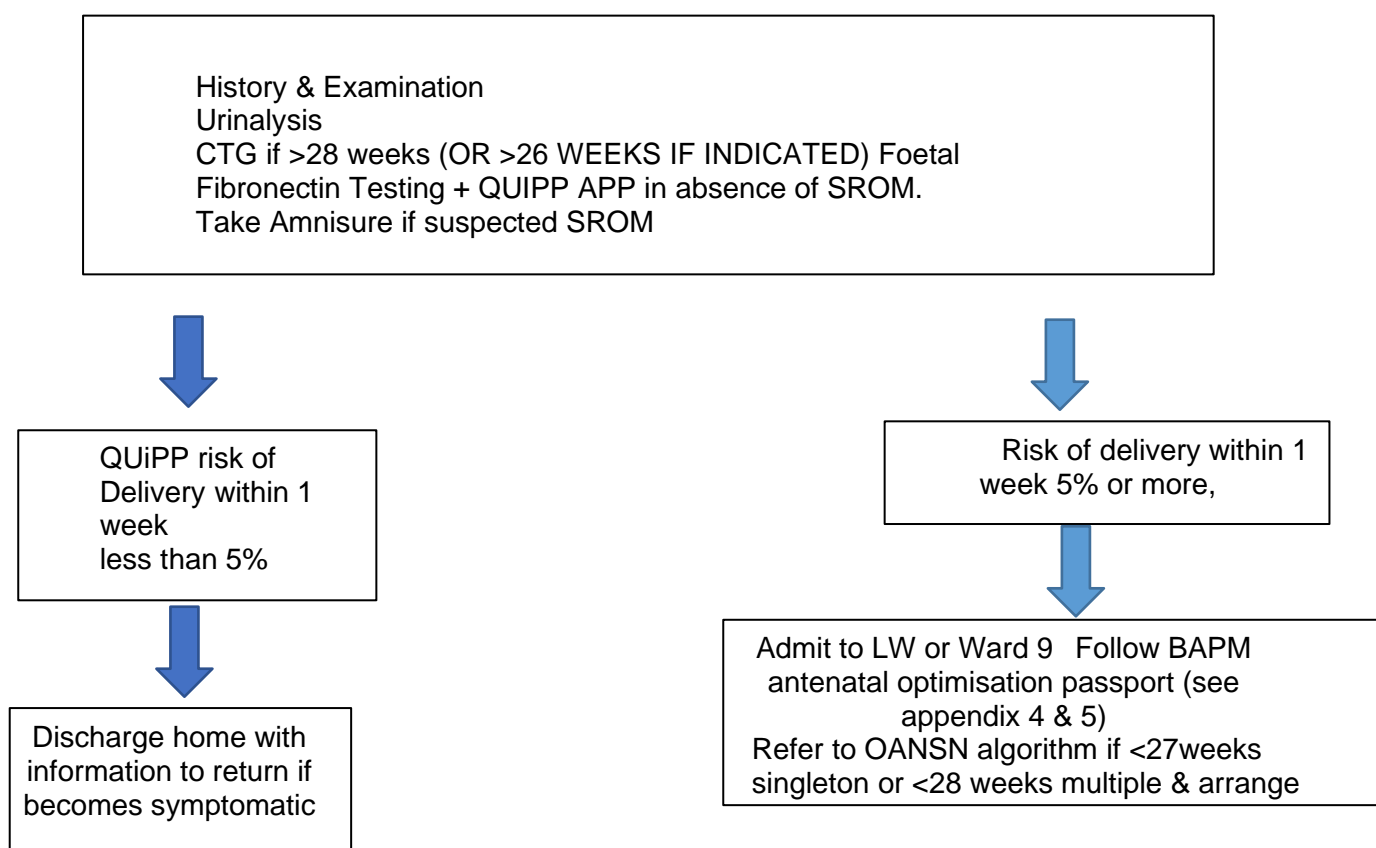 History & Examination
Urinalysis
CTG if >28 weeks (OR >26 WEEKS IF INDICATED) Foetal
Fibronectin Testing + QUIPP APP in absence of SROM.
Take Amnisure if suspected SROM
QUiPP risk of
Delivery within 1
week
less than 5%
Risk of delivery within 1
week 5% or more,
Discharge home with
information to return if
becomes symptomatic
Admit to LW or Ward 9 Follow BAPM
antenatal optimisation passport (see
appendix 4 & 5)
Refer to OANSN algorithm if <27weeks
singleton or <28 weeks multiple & arrange